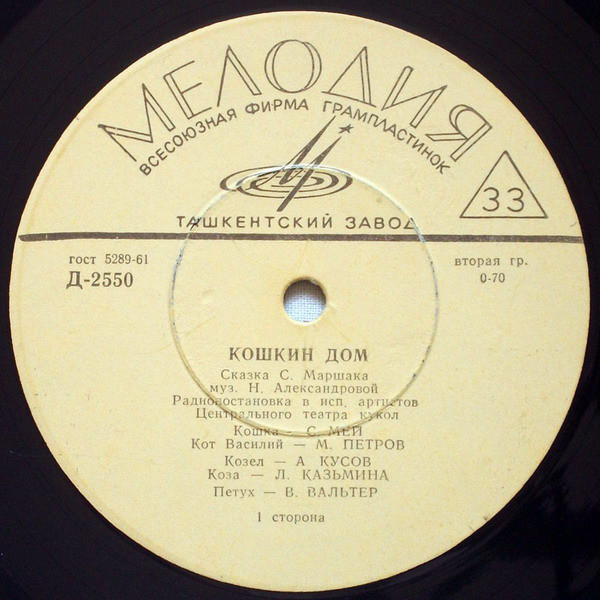 МЕЛОДИЯ
ВСЕСОЮЗНАЯ ФИРМА ГРАМПЛАСТИНОК
33
ТАШКЕНТСКИЙ ЗАВОД
гост 5289-61
Д-2550
вторая гр.
0-70
КОШКИН ДОМ
Сказка С. Маршака
муз. Н. Александровой
Радиопостановка в исп. артистов
Центрального театра кукол
Кошка — С. МЕЙ
Кот Василий — М. ПЕТРОВ
Козел — А КУСОВ
Коза — Л. КАЗЬМИНА
Петух — В. ВАЛЬТЕР
1 сторона